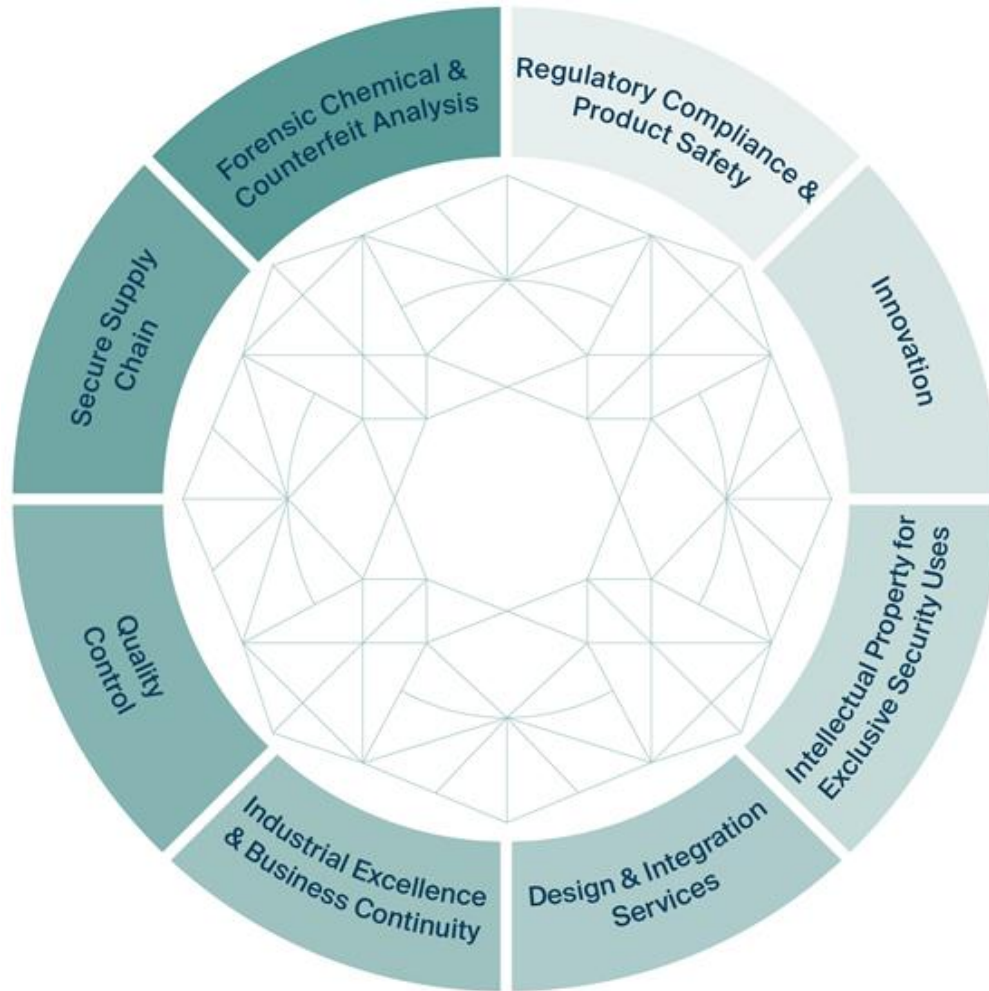 Regulatory Compliance &
Product Safety
Innovation
Intellectual Property for
Exclusive Security Uses
Design & Integration
Services
Industrial Excellence
& Business Continuity
Quality
Control
Secure Supply
Chain
Forensic Chemical &
Counterfeit Analysis